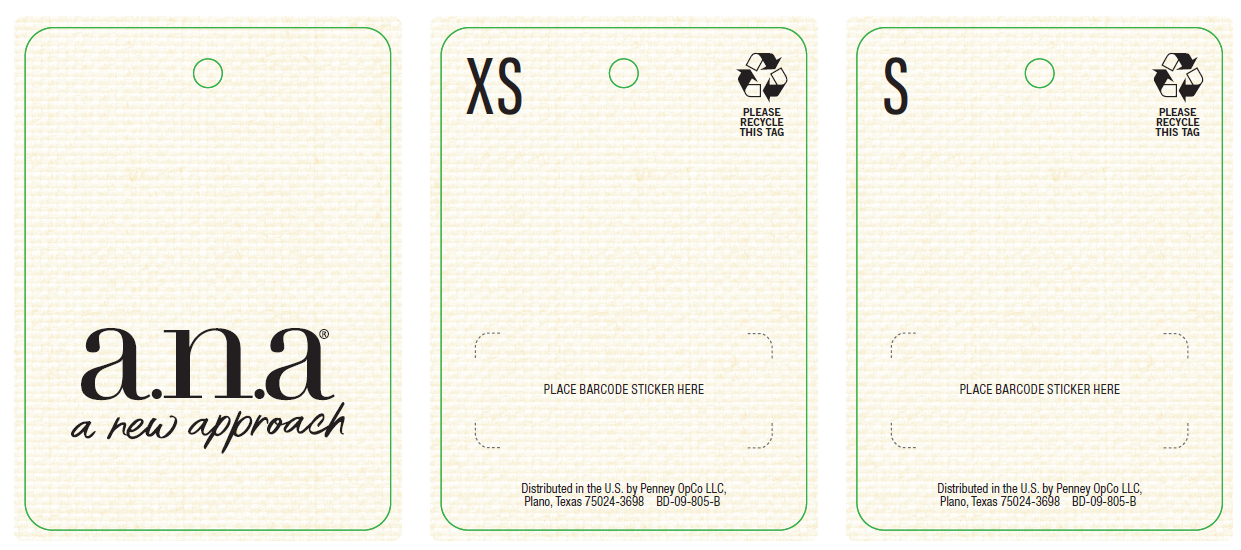 a.n.a®
a new approach
XS
PLEASE
RECYCLE
THIS TAG
PLACE BARCODE STICKER HERE
Distributed in the U.S. by Penney OpCo LLC,
Plano, Texas 75024-3698 BD-09-805-B
S
PLEASE
RECYCLE
THIS TAG
PLACE BARCODE STICKER HERE
Distributed in the U.S. by Penney OpCo LLC,
Plano, Texas 75024-3698 BD-09-805-B